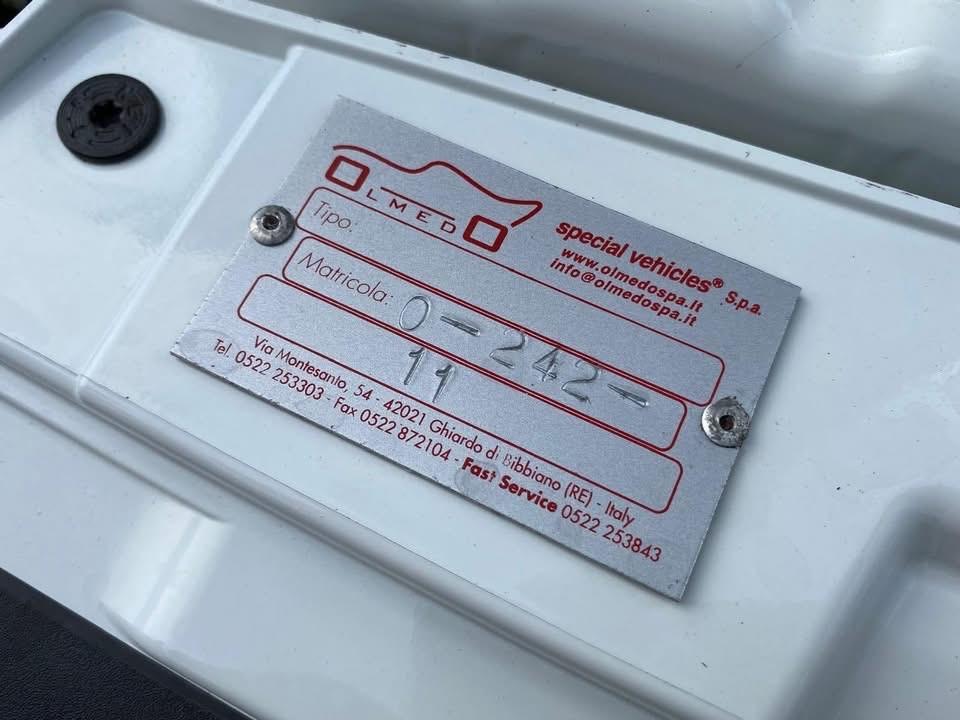 OLMEDO
special vehicles® S.p.a.
www.olmedospa.it
info@olmedospa.it
Tipo:
Matricola: 0-242-
11
Via Montesanto, 54 - 42021 Ghiardo di Bibbiano (RE) - Italy
Tel. 0522 253303 - Fax 0522 872104 - Fast Service 0522 253843